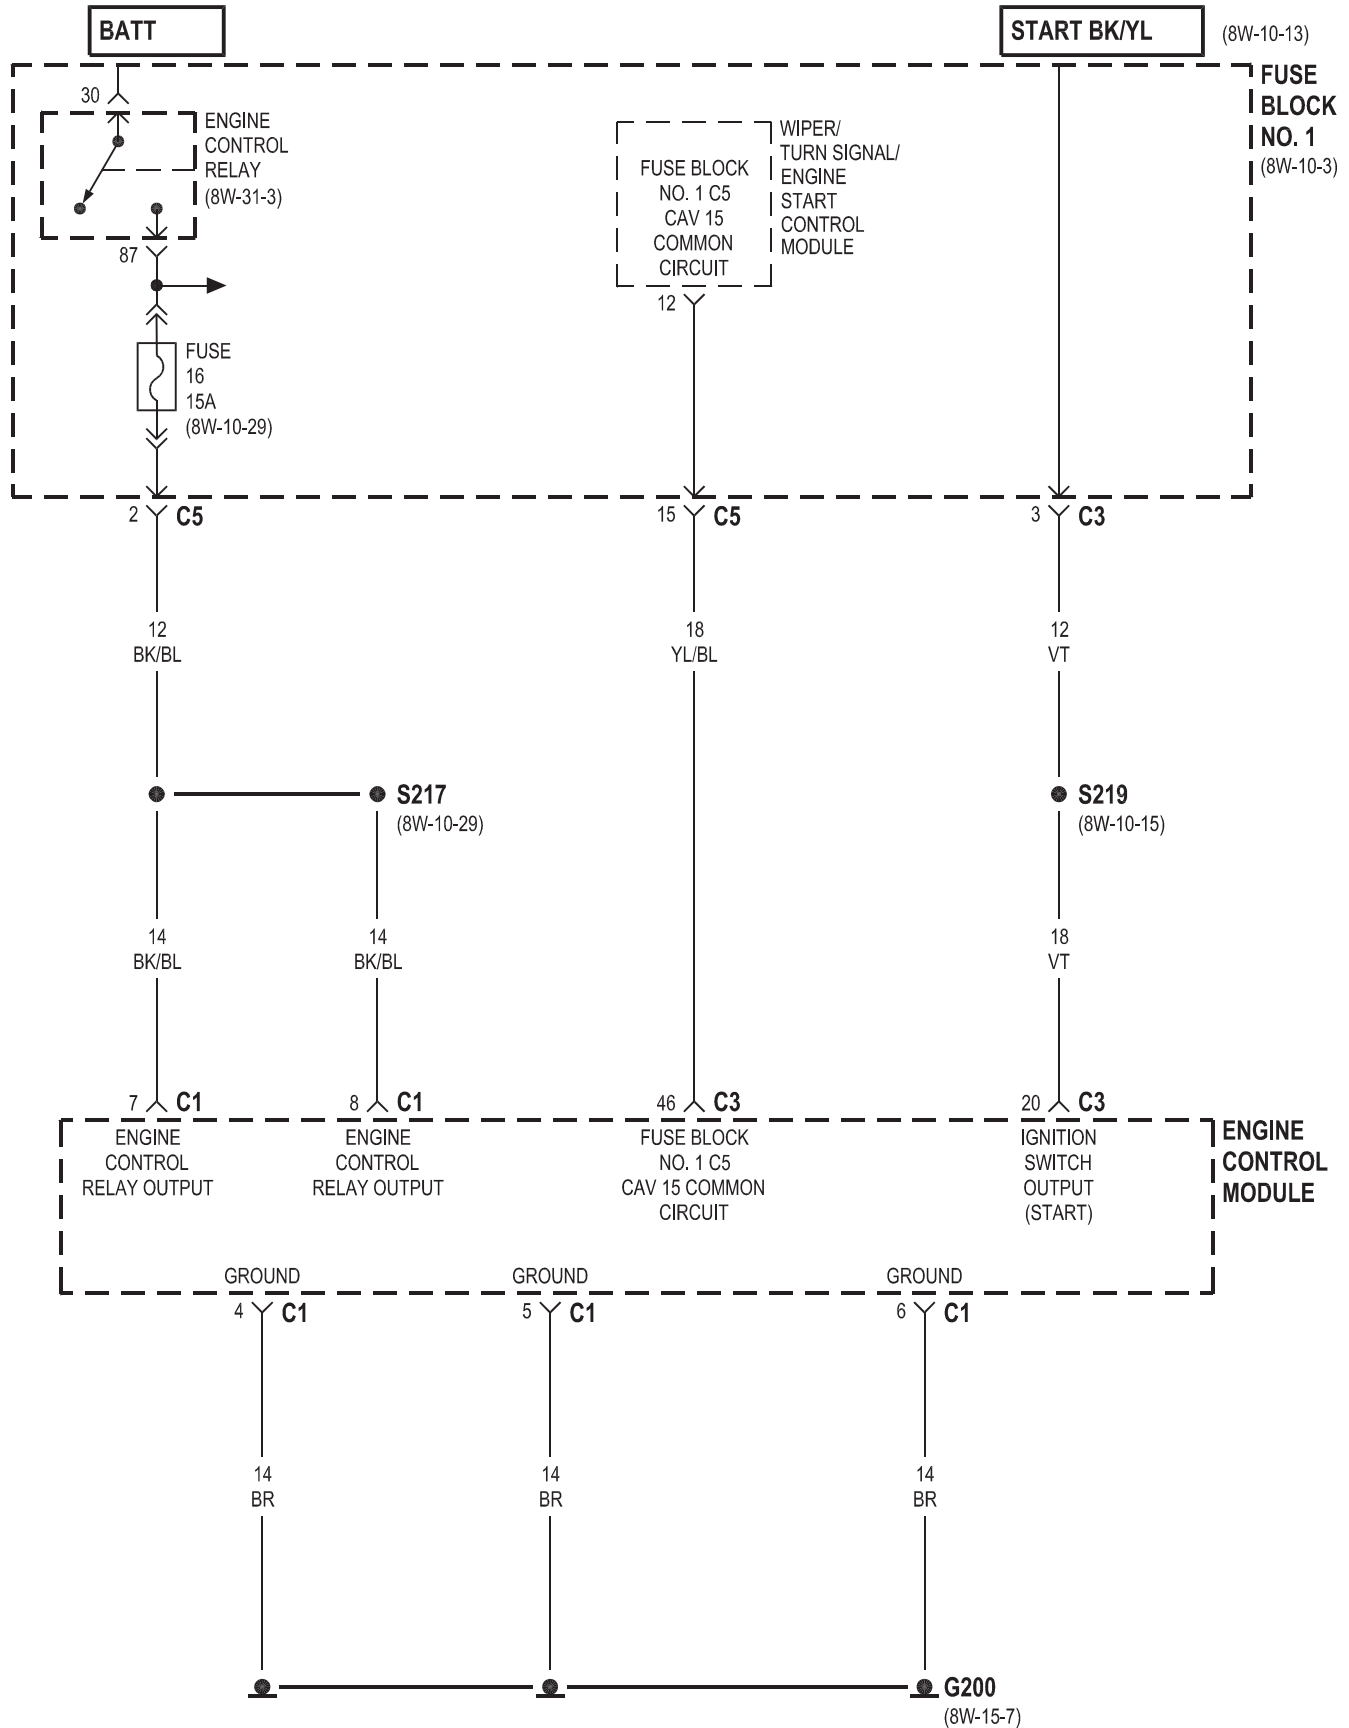 BATT
START BK/YL
(8W-10-13)
FUSE
BLOCK
NO. 1
(8W-10-3)
30
ENGINE
CONTROL
RELAY
(8W-31-3)
87
FUSE
16
15A
(8W-10-29)
FUSE BLOCK
NO. 1 C5
CAV 15
COMMON
CIRCUIT
WIPER/
TURN SIGNAL/
ENGINE
START
CONTROL
MODULE
12
2 C5
15 C5
3 C3
12
BK/BL
18
YL/BL
12
VT
S217
(8W-10-29)
S219
(8W-10-15)
14
BK/BL
14
BK/BL
18
VT
7 C1
8 C1
46 C3
20 C3
ENGINE
CONTROL
RELAY OUTPUT
ENGINE
CONTROL
RELAY OUTPUT
FUSE BLOCK
NO. 1 C5
CAV 15 COMMON
CIRCUIT
IGNITION
SWITCH
OUTPUT
(START)
ENGINE
CONTROL
MODULE
GROUND
GROUND
GROUND
4 C1
5 C1
6 C1
14
BR
14
BR
14
BR
G200
(8W-15-7)